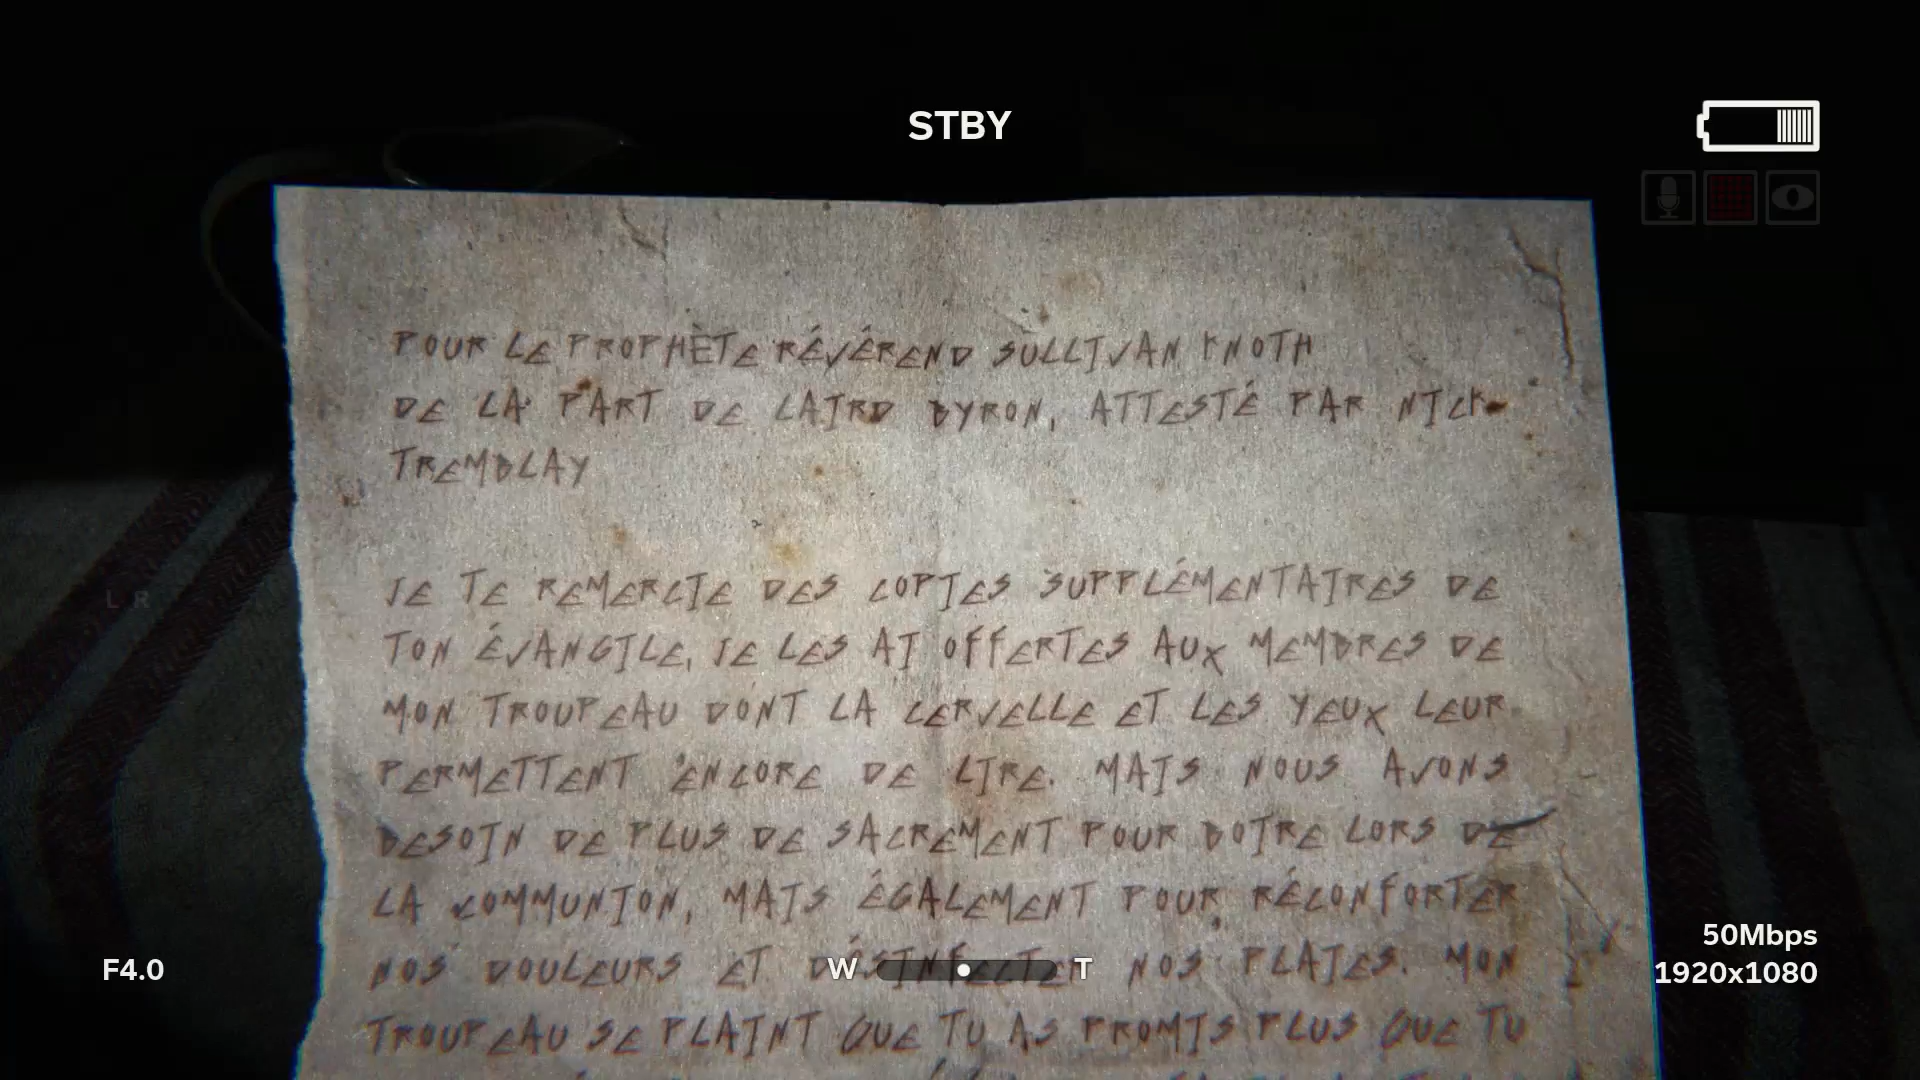 STBY
POUR LE PROPHÈTE RÉVÉREND SULLIVAN KNOTH
DE LA PART DE LAIRD BYRON, ATTESTÉ PAR NICK
TREMBLAY
L R
JE TE REMERCIE DES COPIES SUPPLÉMENTAIRES DE
TON ÉVANGILE, JE LES AI OFFERTES AUX MEMBRES DE
MON TROUPEAU DONT LA CERVELLE ET LES YEUX LEUR
PERMETTENT ENCORE DE LIRE. MAIS NOUS AVONS
BESOIN DE PLUS DE SACREMENT POUR BOIRE LORS DE
LA COMMUNION, MAIS ÉGALEMENT POUR RÉCONFORTER
NOS DOULEURS ET DÉSINFECTER NOS PLAIES. MON
TROUPEAU SE PLAINT QUE TU AS PROMIS PLUS QUE TU
F4.0
W T
50Mbps
1920x1080